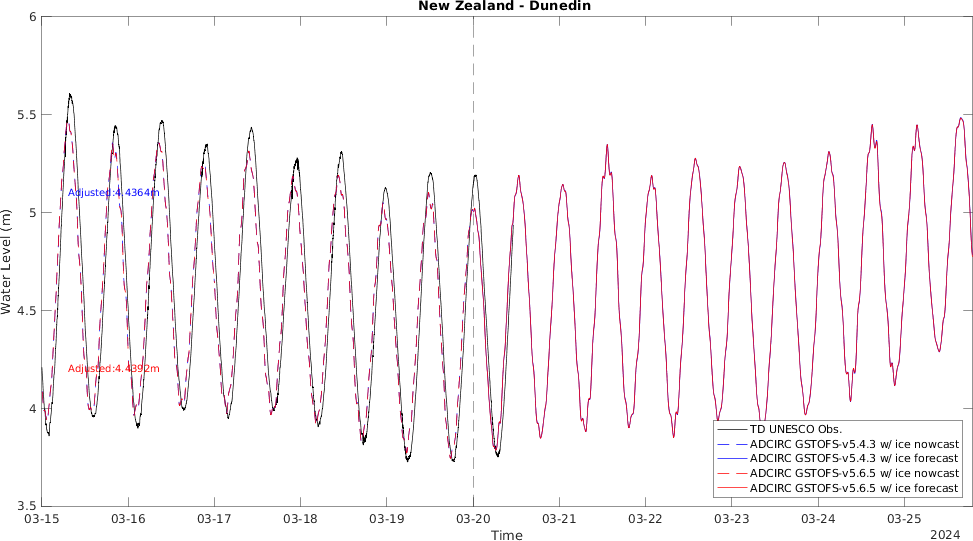 New Zealand - Dunedin
6
5.5
5
4.5
4
3.5
Water Level (m)
Adjusted:4.4364m
Adjusted:4.4392m
TD UNESCO Obs.
ADCIRC GSTOFS-v5.4.3 w/ ice nowcast
ADCIRC GSTOFS-v5.4.3 w/ ice forecast
ADCIRC GSTOFS-v5.6.5 w/ ice nowcast
ADCIRC GSTOFS-v5.6.5 w/ ice forecast
03-15 03-16 03-17 03-18 03-19 03-20 03-21 03-22 03-23 03-24 03-25
Time
2024